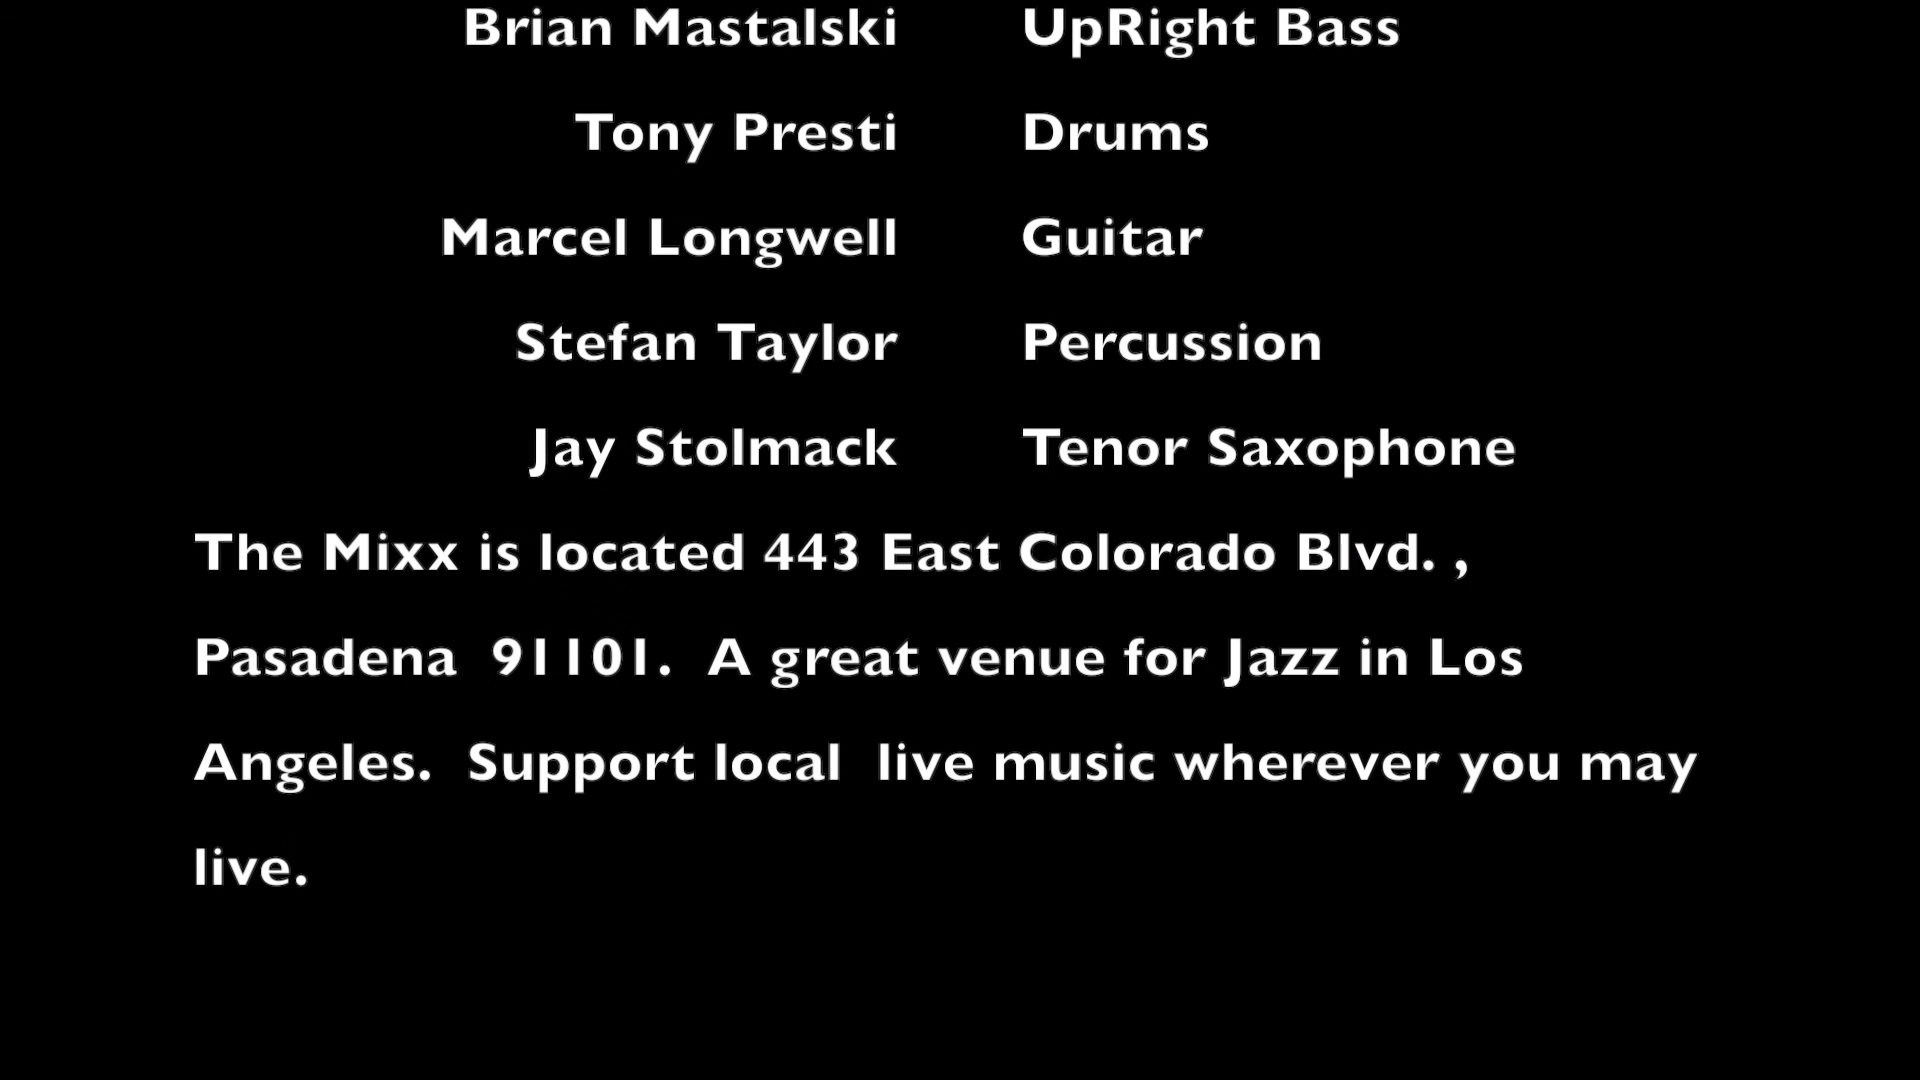 Brian Mastalski UpRight Bass
Tony Presti Drums
Marcel Longwell Guitar
Stefan Taylor Percussion
Jay Stolmack Tenor Saxophone
The Mixx is located 443 East Colorado Blvd. ,
Pasadena  91101.  A great venue for Jazz in Los
Angeles.  Support local  live music wherever you may
live.